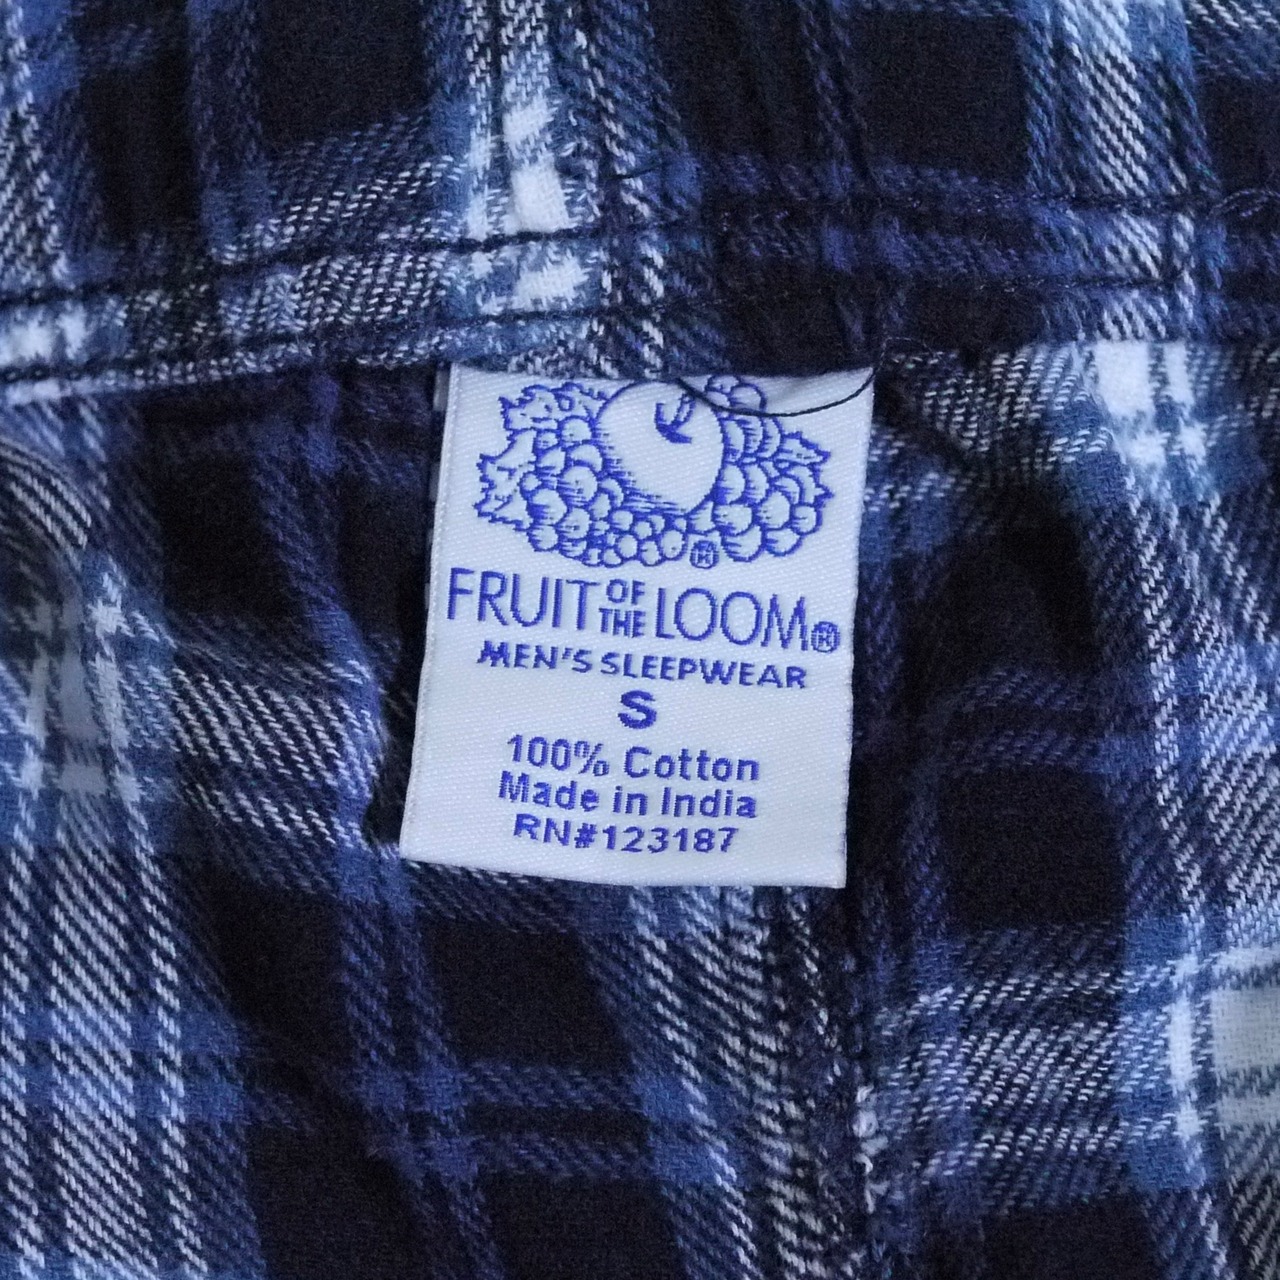 FRUIT OF THE LOOM®
MEN'S SLEEPWEAR
S
100% Cotton
Made in India
RN#123187